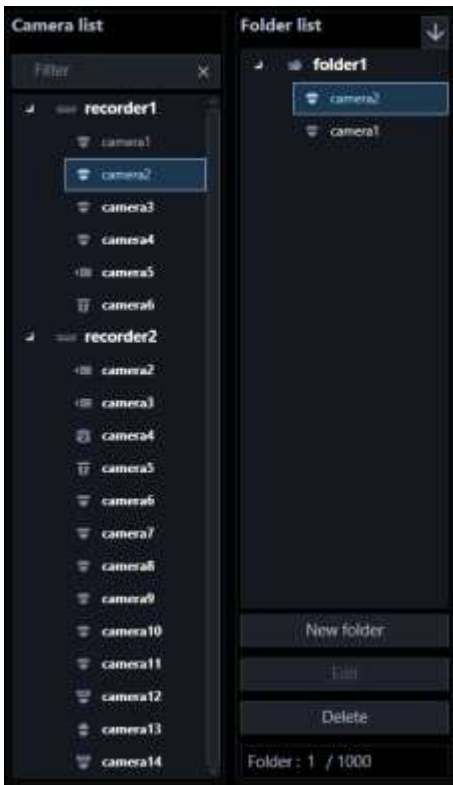 Camera list
Filter
recorder1
camera1
camera2
camera3
camera4
camera5
camera6
recorder2
camera2
camera3
camera4
camera5
camera6
camera7
camera8
camera9
camera10
camera11
camera12
camera13
camera14
Folder list
folder1
camera2
camera1
New folder
Edit
Delete
Folder : 1 / 1000